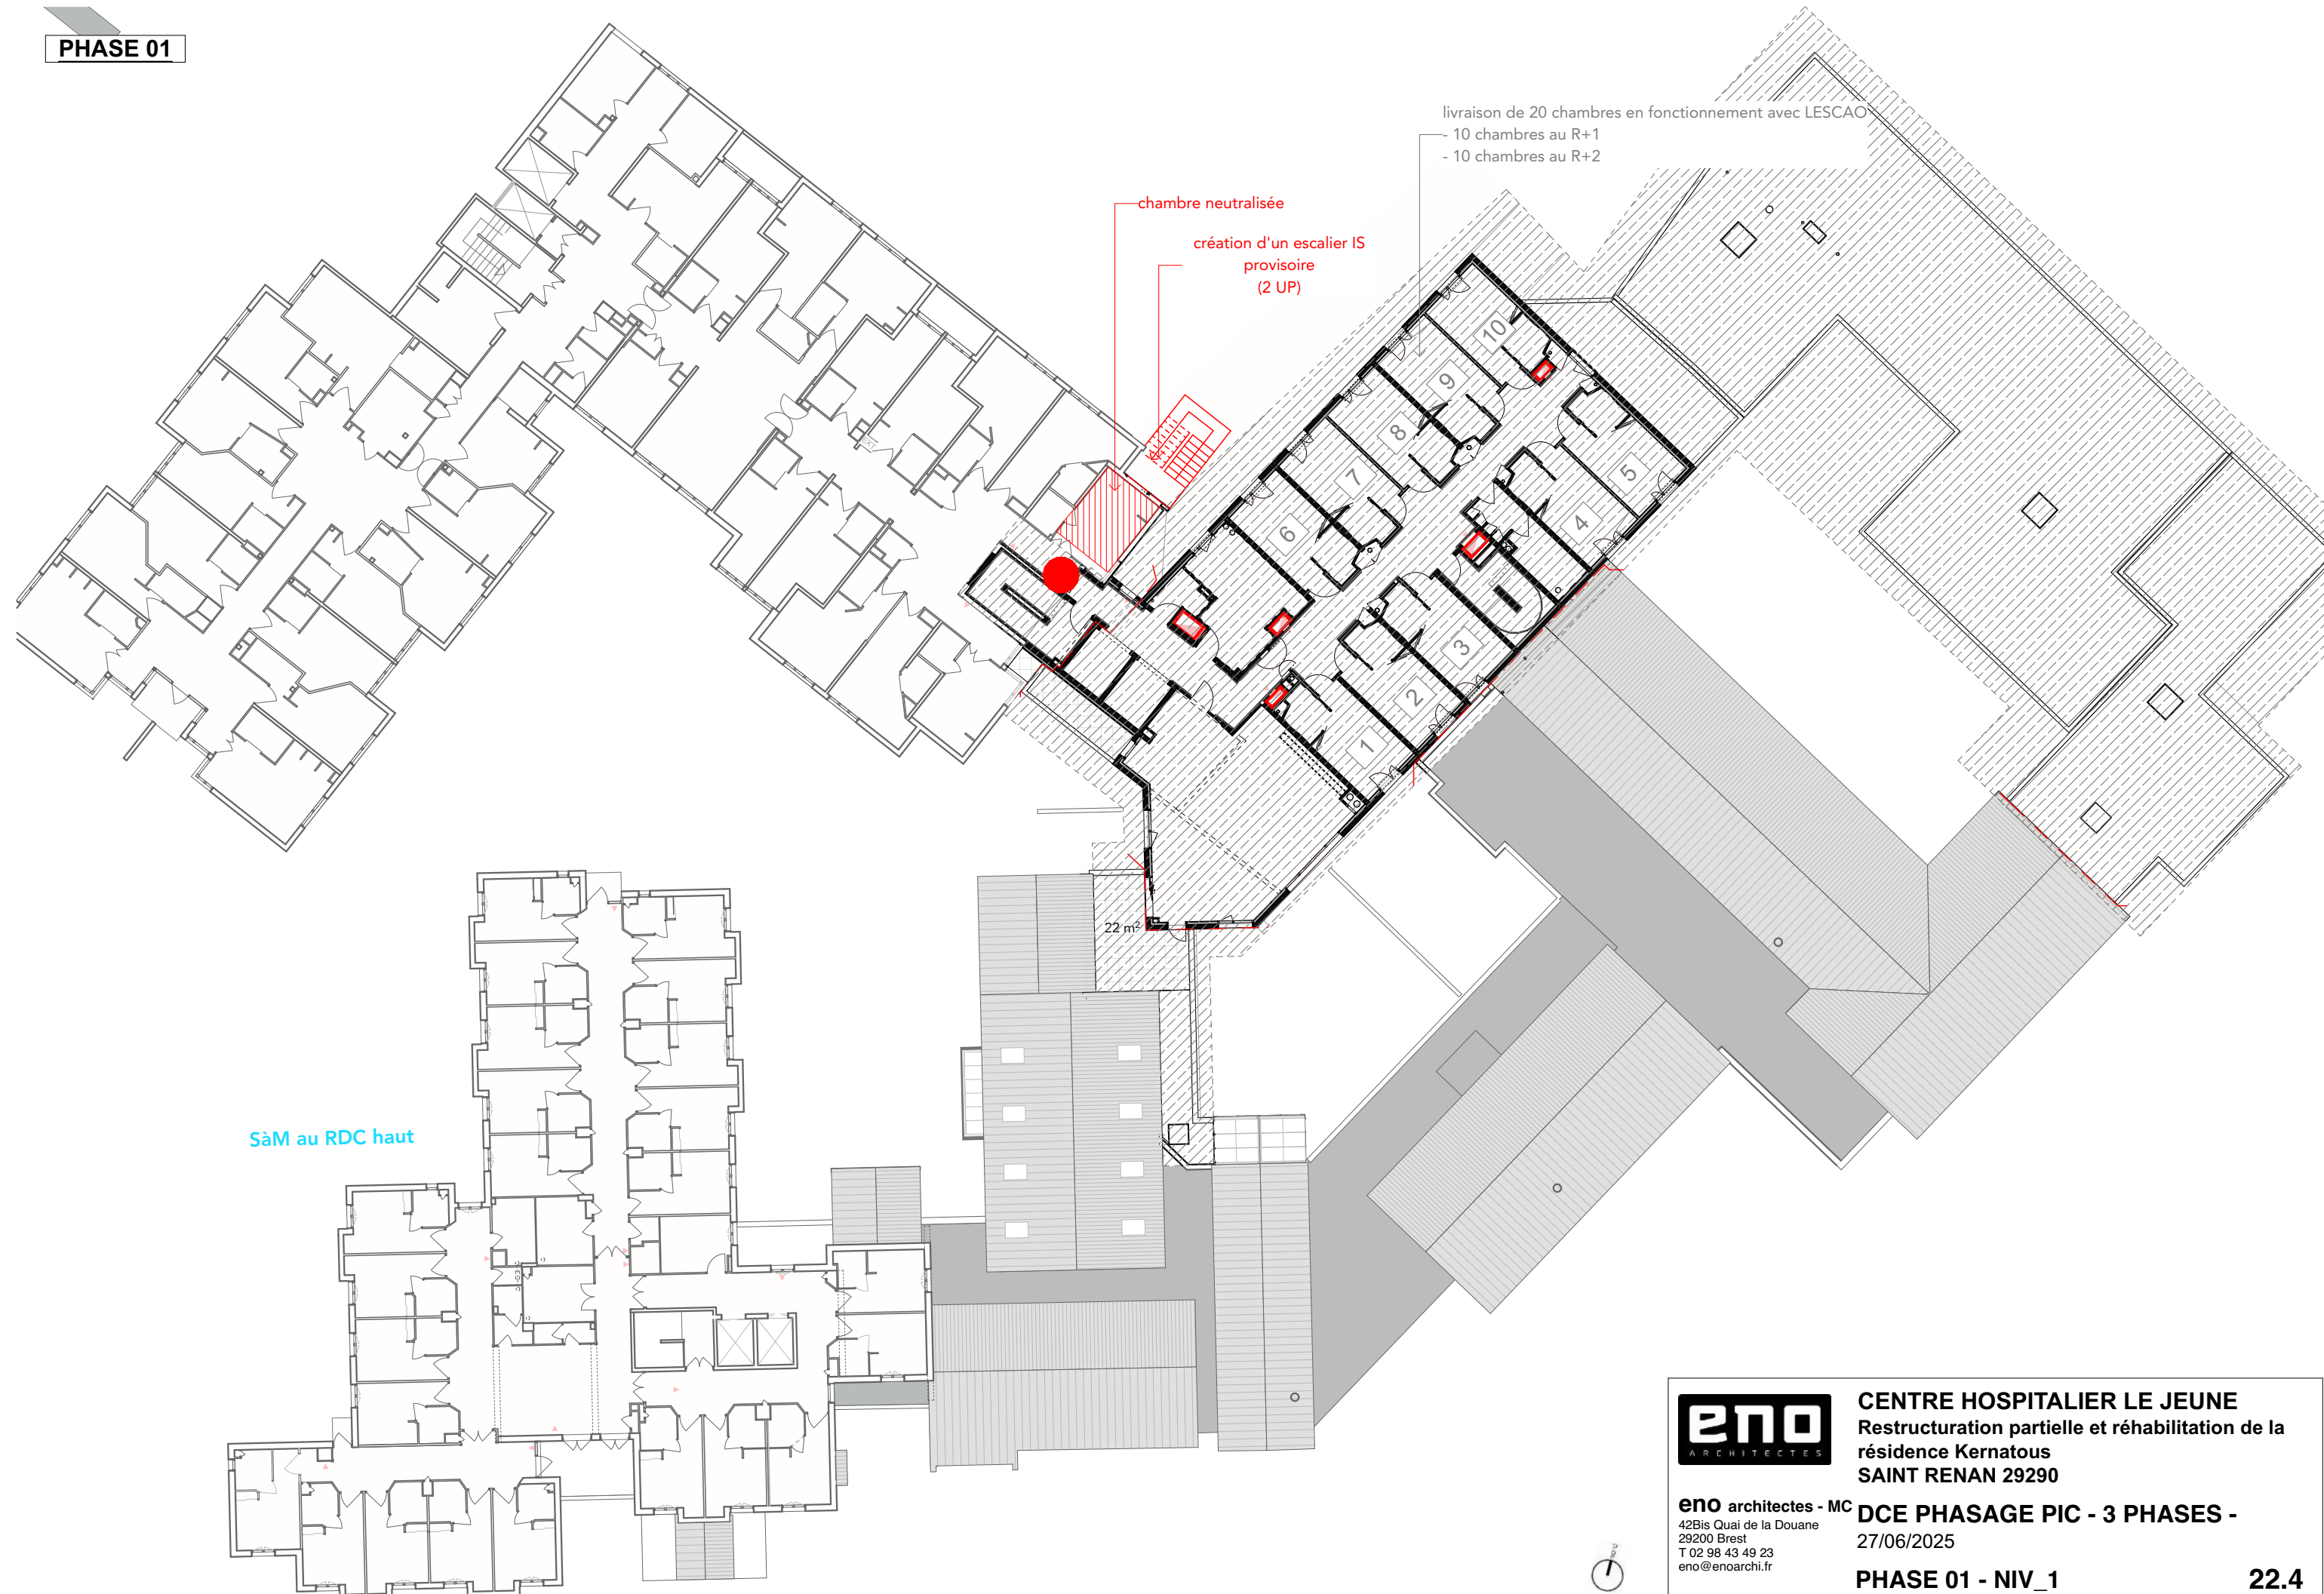 PHASE 01
livraison de 20 chambres en fonctionnement avec LESCAO
- 10 chambres au R+1
- 10 chambres au R+2
chambre neutralisée
création d'un escalier IS
provisoire
(2 UP)
10
9
8
7
6
5
4
3
2
1
22 m²
SàM au RDC haut
eno
ARCHITECTES
CENTRE HOSPITALIER LE JEUNE
Restructuration partielle et réhabilitation de la
résidence Kernatous
SAINT RENAN 29290
eno architectes - MC
42Bis Quai de la Douane
29200 Brest
T 02 98 43 49 23
eno@enoarchi.fr
DCE PHASAGE PIC - 3 PHASES -
27/06/2025
PHASE 01 - NIV_1
22.4